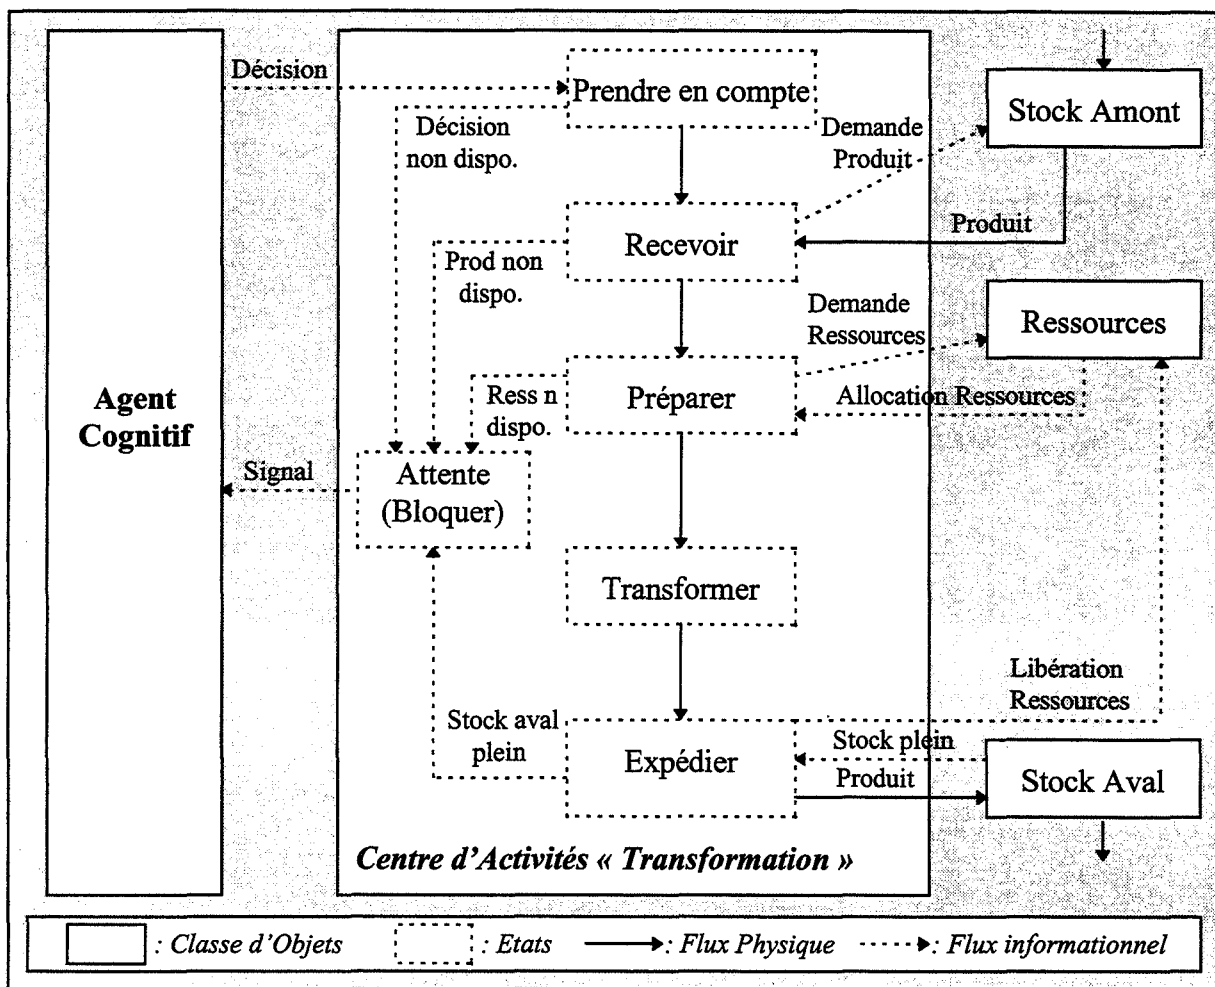 Décision
Prendre en compte
Stock Amont
Décision
non dispo.
Demande
Produit
Produit
Recevoir
Prod non
dispo.
Demande
Ressources
Ressources
Agent
Cognitif
Ress n
dispo.
Préparer
Allocation Ressources
Signal
Attente
(Bloquer)
Transformer
Libération
Ressources
Stock aval
plein
Expédier
Stock plein
Produit
Stock Aval
Centre d'Activités « Transformation »
: Classe d'Objets
: Etats
: Flux Physique
: Flux informationnel